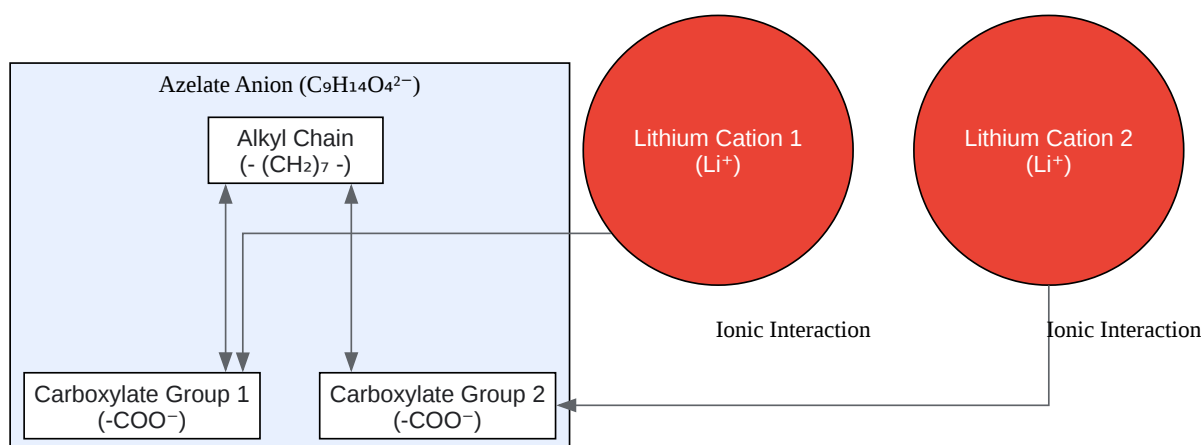 Azelate Anion (C₉H₁₄O₄²⁻)
Alkyl Chain
(- (CH₂)₇ -)
Lithium Cation 1
(Li⁺)
Lithium Cation 2
(Li⁺)
Ionic Interaction
Ionic Interaction
Carboxylate Group 1
(-COO⁻)
Carboxylate Group 2
(-COO⁻)